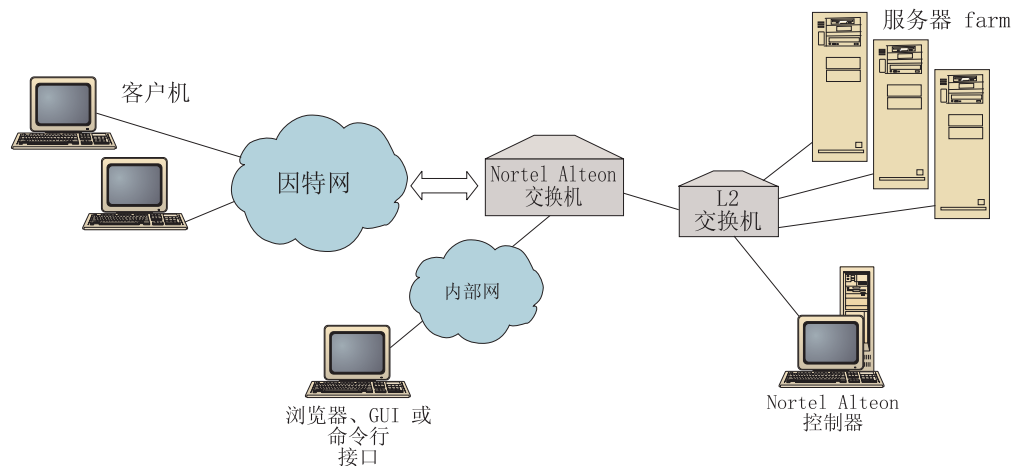 服务器 farm
客户机
因特网
Nortel Alteon
交换机
L2
交换机
内部网
浏览器、GUI 或
命令行
接口
Nortel Alteon
控制器